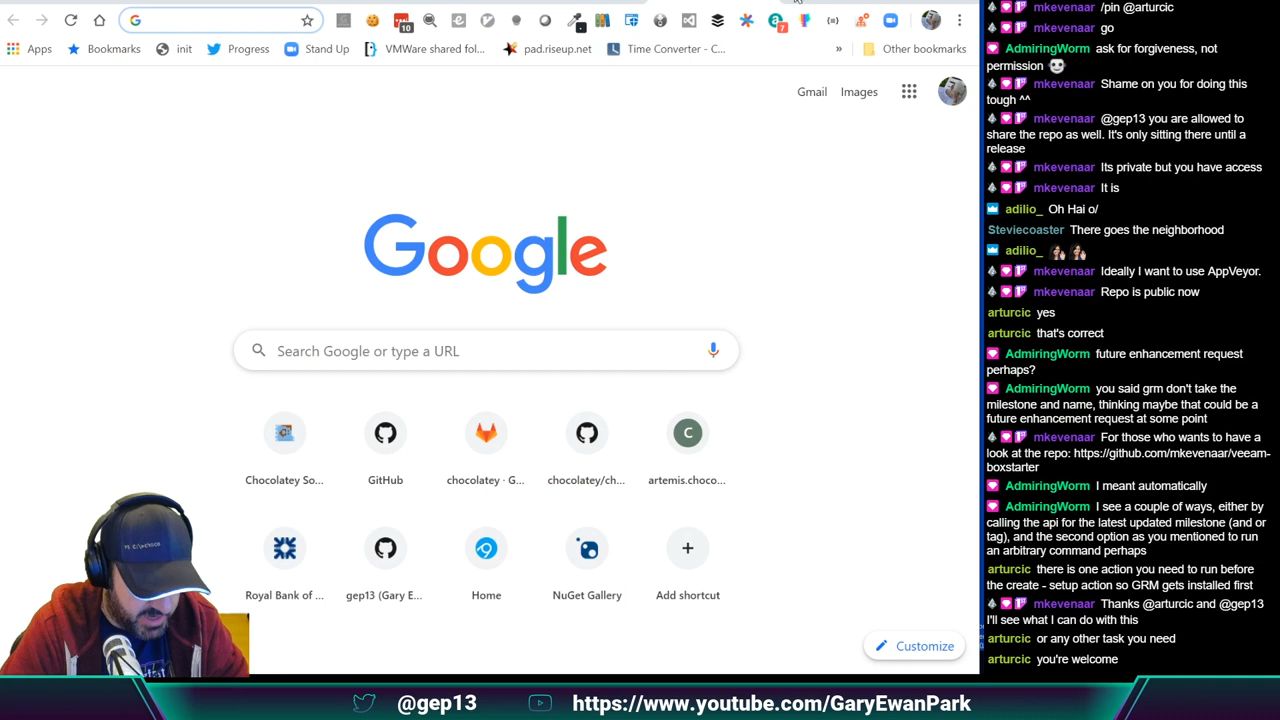 10
7
Apps
Bookmarks
init
Progress
Stand Up
VMWare shared fol...
pad.riseup.net
Time Converter - C...
»
Other bookmarks
Gmail
Images
Google
Search Google or type a URL
Chocolatey So...
GitHub
chocolatey · G...
chocolatey/ch...
C
artemis.choco...
Royal Bank of ...
gep13 (Gary E...
Home
NuGet Gallery
Add shortcut
Customize
mkevenaar /pin @arturcic
mkevenaar go
AdmiringWorm ask for forgiveness, not
permission
mkevenaar Shame on you for doing this
tough ^^
mkevenaar @gep13 you are allowed to
share the repo as well. It's only sitting there until a
release
mkevenaar Its private but you have access
mkevenaar It is
adilio_ Oh Hai o/
Steviecoaster There goes the neighborhood
adilio_
mkevenaar Ideally I want to use AppVeyor.
mkevenaar Repo is public now
arturcic yes
arturcic that's correct
AdmiringWorm future enhancement request
perhaps?
AdmiringWorm you said grm don't take the
milestone and name, thinking maybe that could be a
future enhancement request at some point
mkevenaar For those who wants to have a
look at the repo: https://github.com/mkevenaar/veeam-
boxstarter
AdmiringWorm I meant automatically
AdmiringWorm I see a couple of ways, either by
calling the api for the latest updated milestone (and or
tag), and the second option as you mentioned to run
an arbitrary command perhaps
arturcic there is one action you need to run before
the create - setup action so GRM gets installed first
mkevenaar Thanks @arturcic and @gep13
I'll see what I can do with this
arturcic or any other task you need
arturcic you're welcome
@gep13
https://www.youtube.com/GaryEwanPark